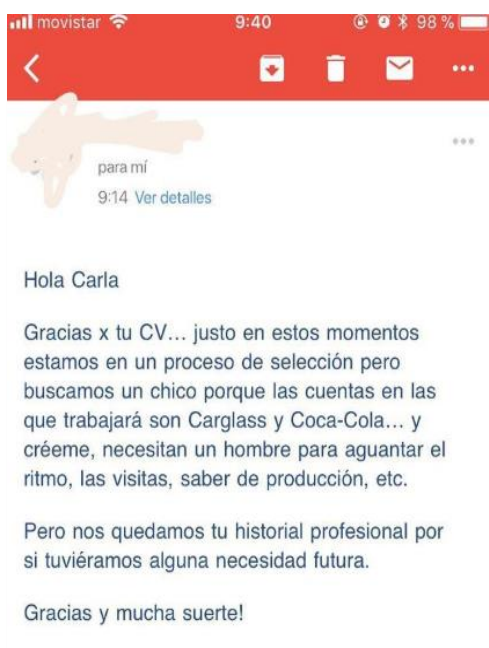 movistar 9:40 98 %
para mí
9:14 Ver detalles
Hola Carla
Gracias x tu CV... justo en estos momentos
estamos en un proceso de selección pero
buscamos un chico porque las cuentas en las
que trabajará son Carglass y Coca-Cola... y
créeme, necesitan un hombre para aguantar el
ritmo, las visitas, saber de producción, etc.
Pero nos quedamos tu historial profesional por
si tuviéramos alguna necesidad futura.
Gracias y mucha suerte!